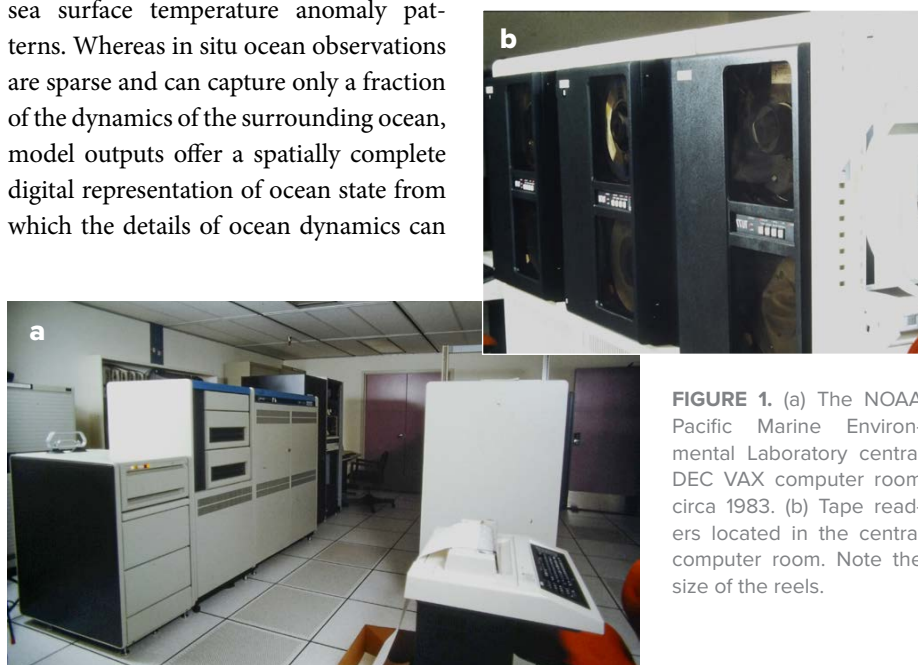 sea surface temperature anomaly pat-
terns. Whereas in situ ocean observations
are sparse and can capture only a fraction
of the dynamics of the surrounding ocean,
model outputs offer a spatially complete
digital representation of ocean state from
which the details of ocean dynamics can
b
a
FIGURE 1. (a) The NOAA
Pacific Marine Environ-
mental Laboratory central
DEC VAX computer room
circa 1983. (b) Tape read-
ers located in the central
computer room. Note the
size of the reels.